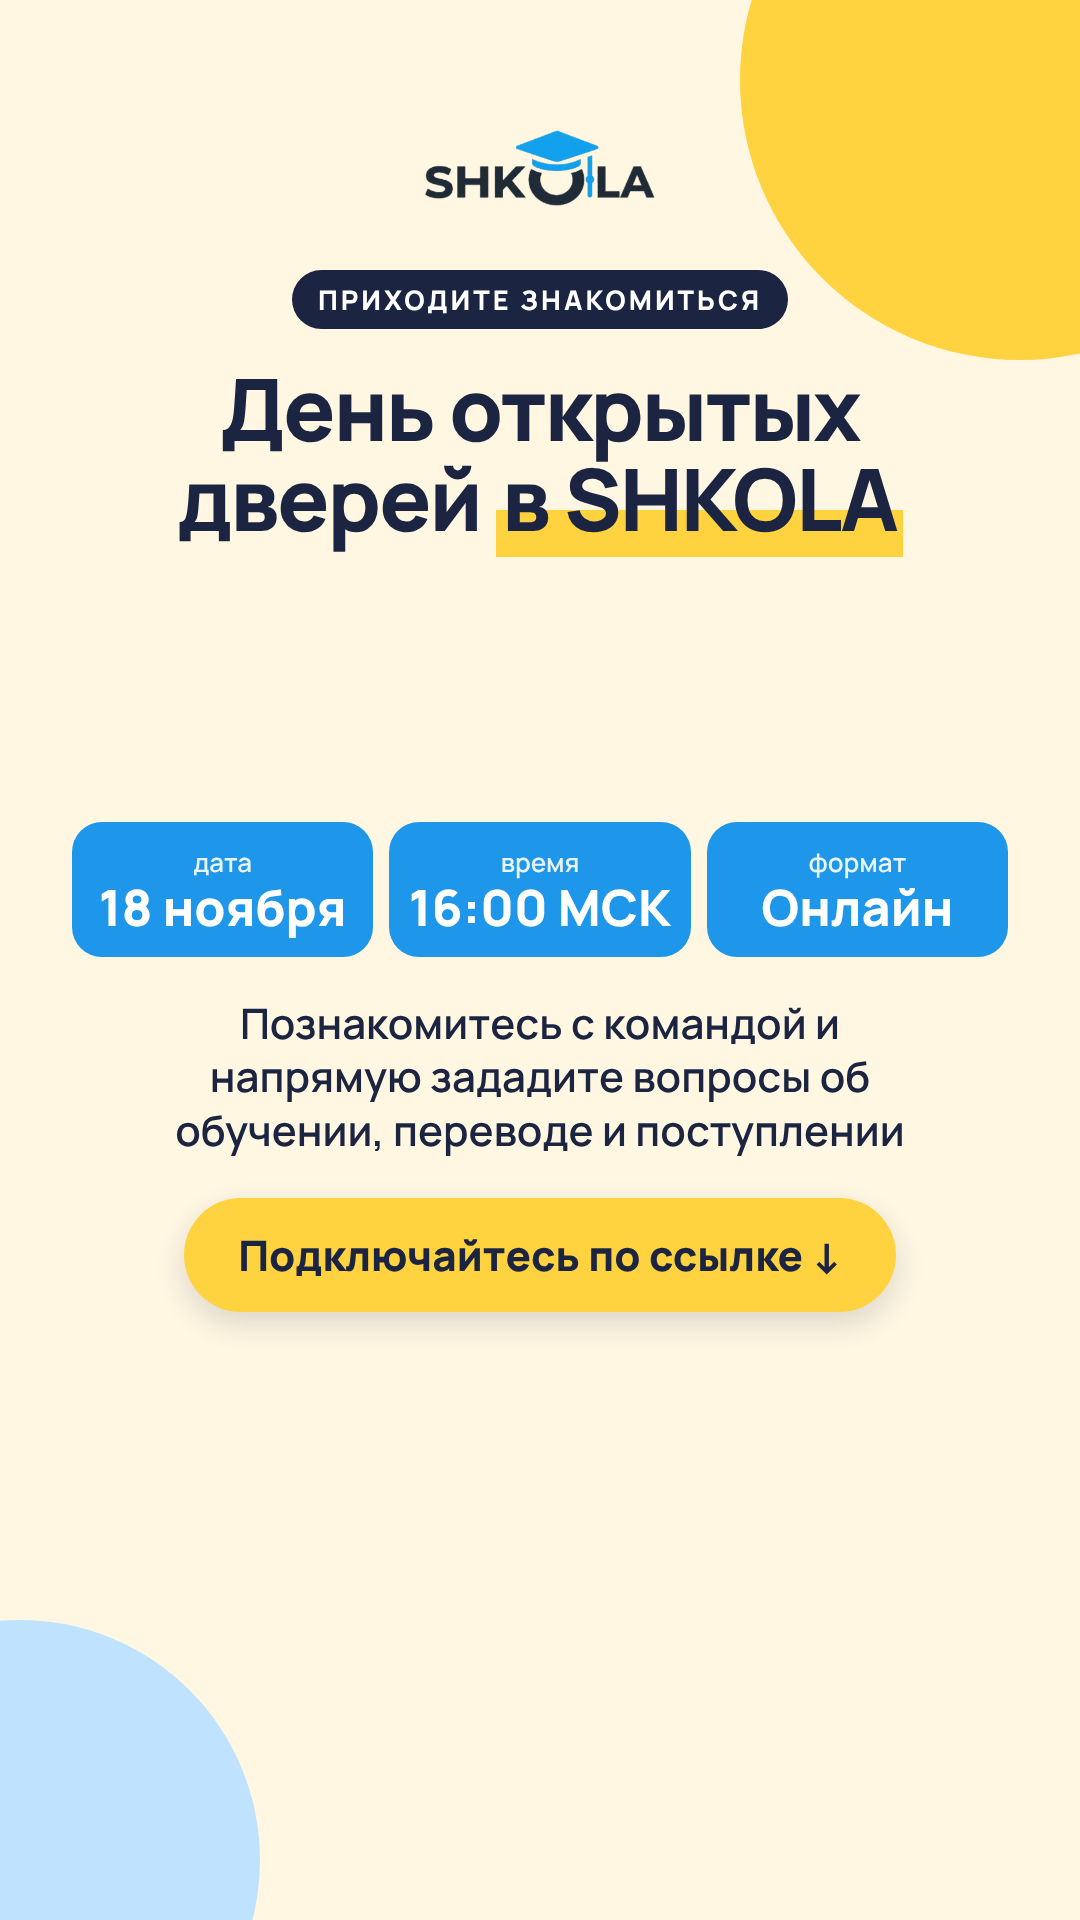 SHKOLA
ПРИХОДИТЕ ЗНАКОМИТЬСЯ
День открытых
дверей в SHKOLA
дата
18 ноября
время
16:00 МСК
формат
Онлайн
Познакомитесь с командой и
напрямую зададите вопросы об
обучении, переводе и поступлении
Подключайтесь по ссылке ↓